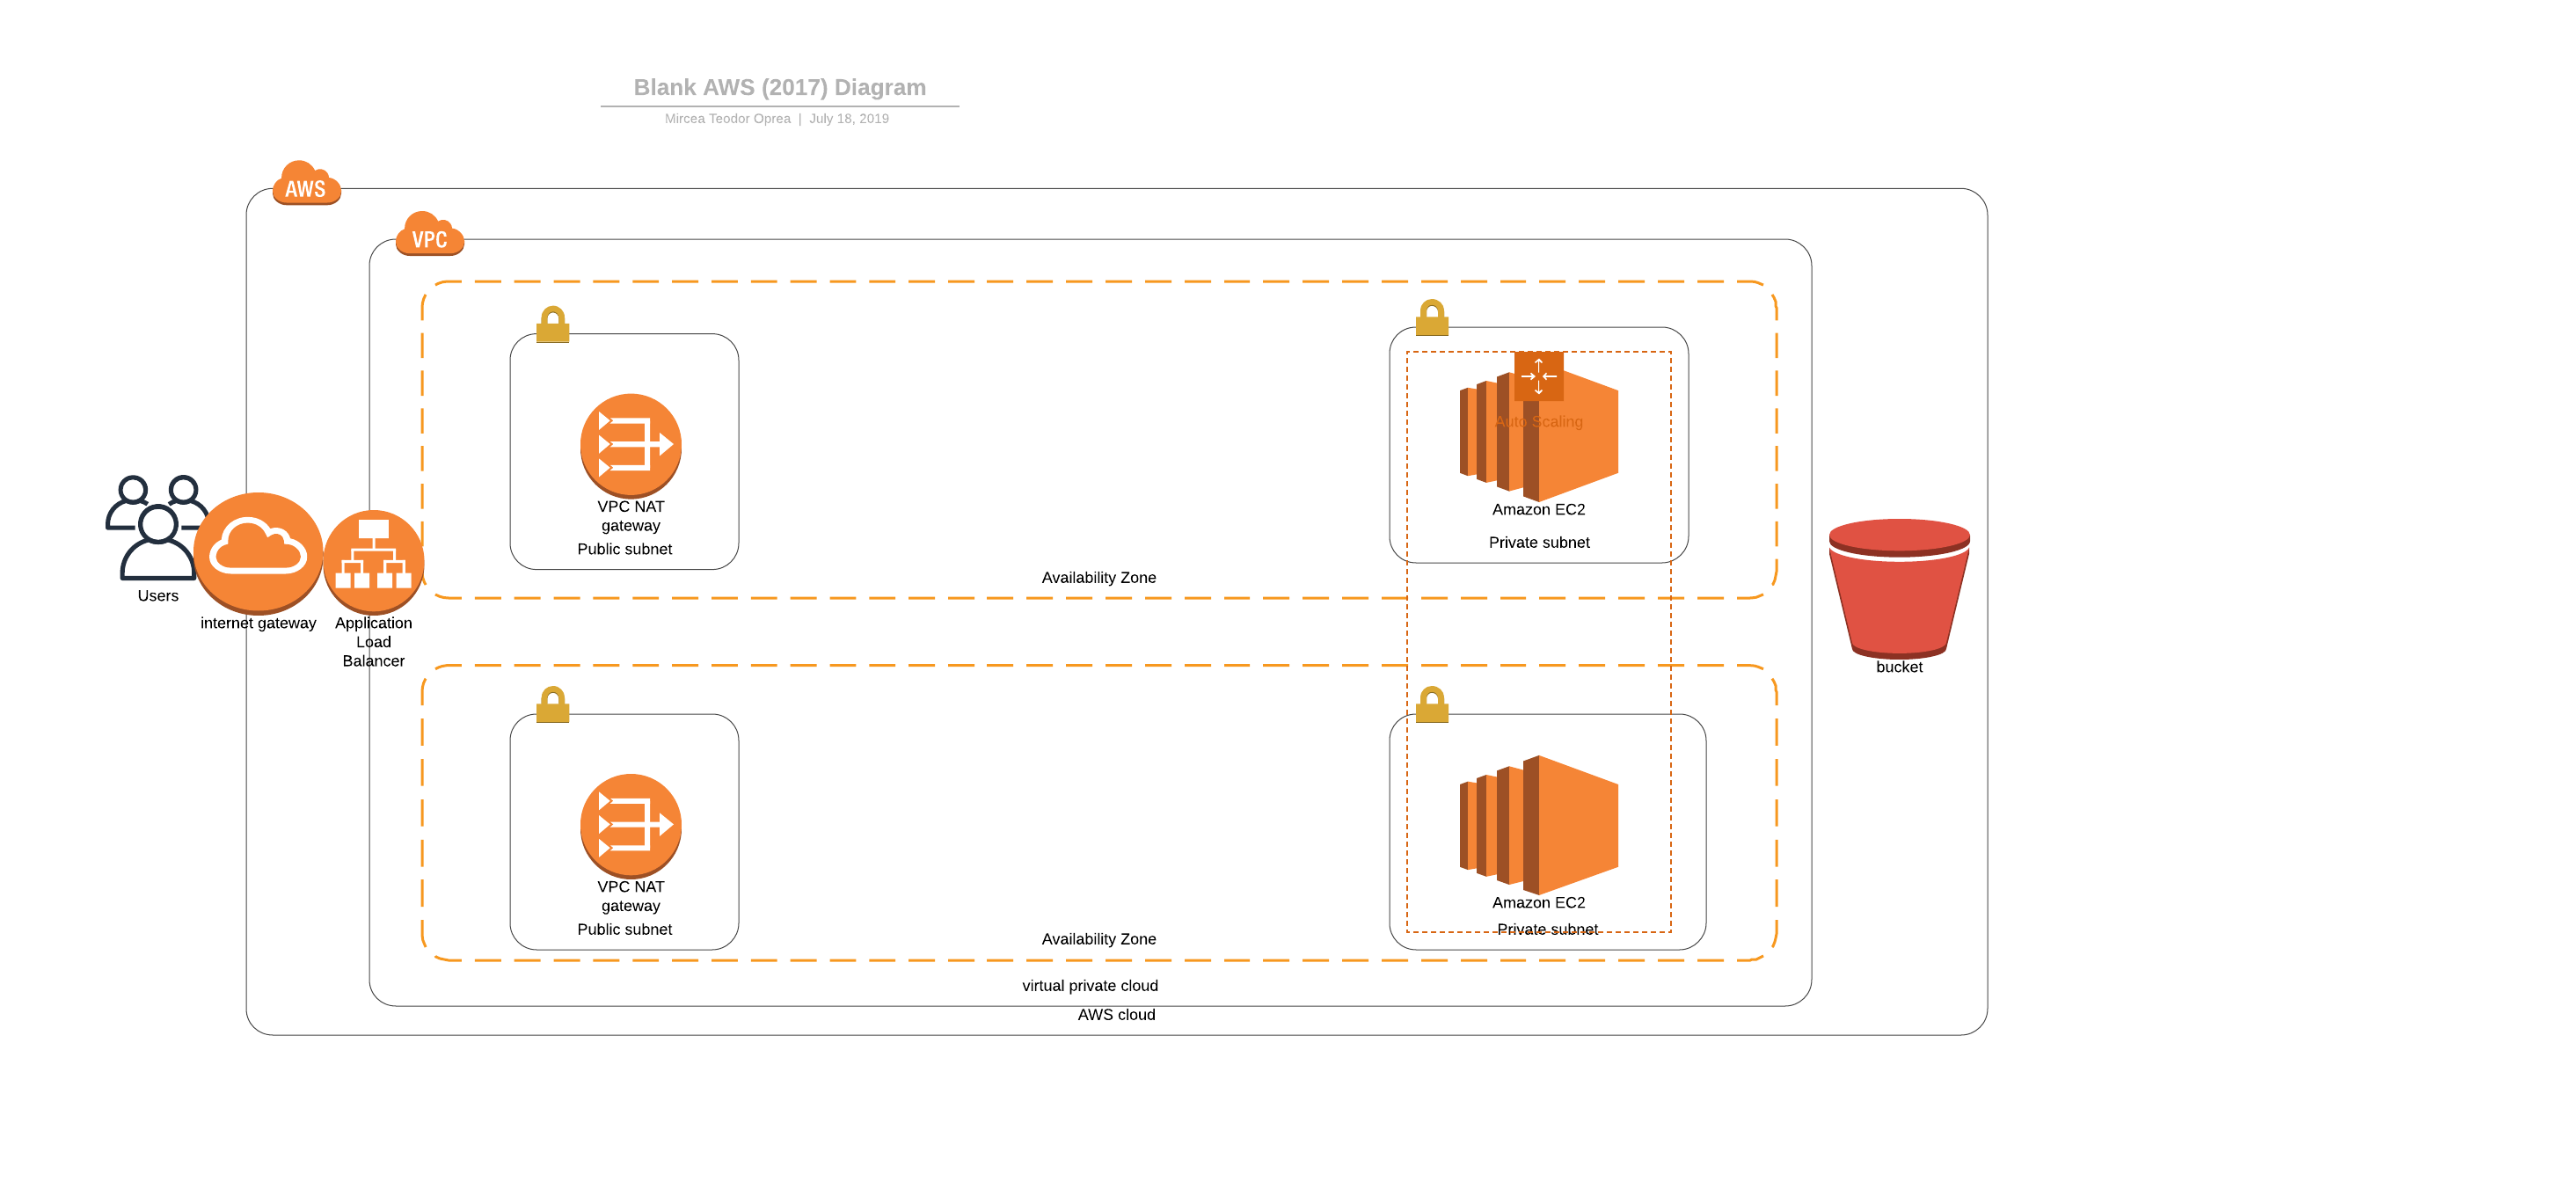 Blank AWS (2017) Diagram
Mircea Teodor Oprea | July 18, 2019
AWS
VPC
Auto Scaling
VPC NAT
gateway
Public subnet
Amazon EC2
Private subnet
Availability Zone
Users
internet gateway
Application
Load
Balancer
bucket
VPC NAT
gateway
Public subnet
Amazon EC2
Private subnet
Availability Zone
virtual private cloud
AWS cloud